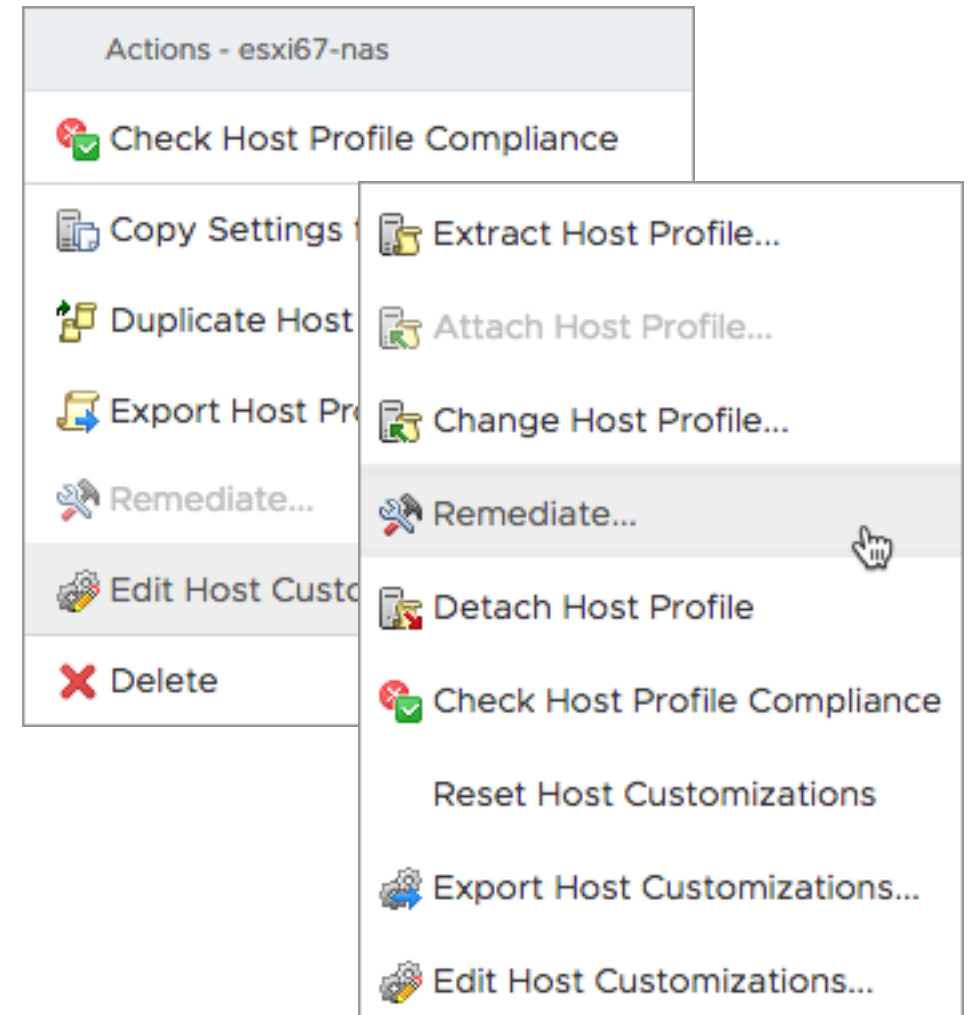 Actions - esxi67-nas
Check Host Profile Compliance
Copy Settings
Duplicate Host
Export Host
Remediate...
Edit Host
Delete
Extract Host Profile...
Attach Host Profile...
Change Host Profile...
Remediate...
Detach Host Profile
Check Host Profile Compliance
Reset Host Customizations
Export Host Customizations...
Edit Host Customizations...